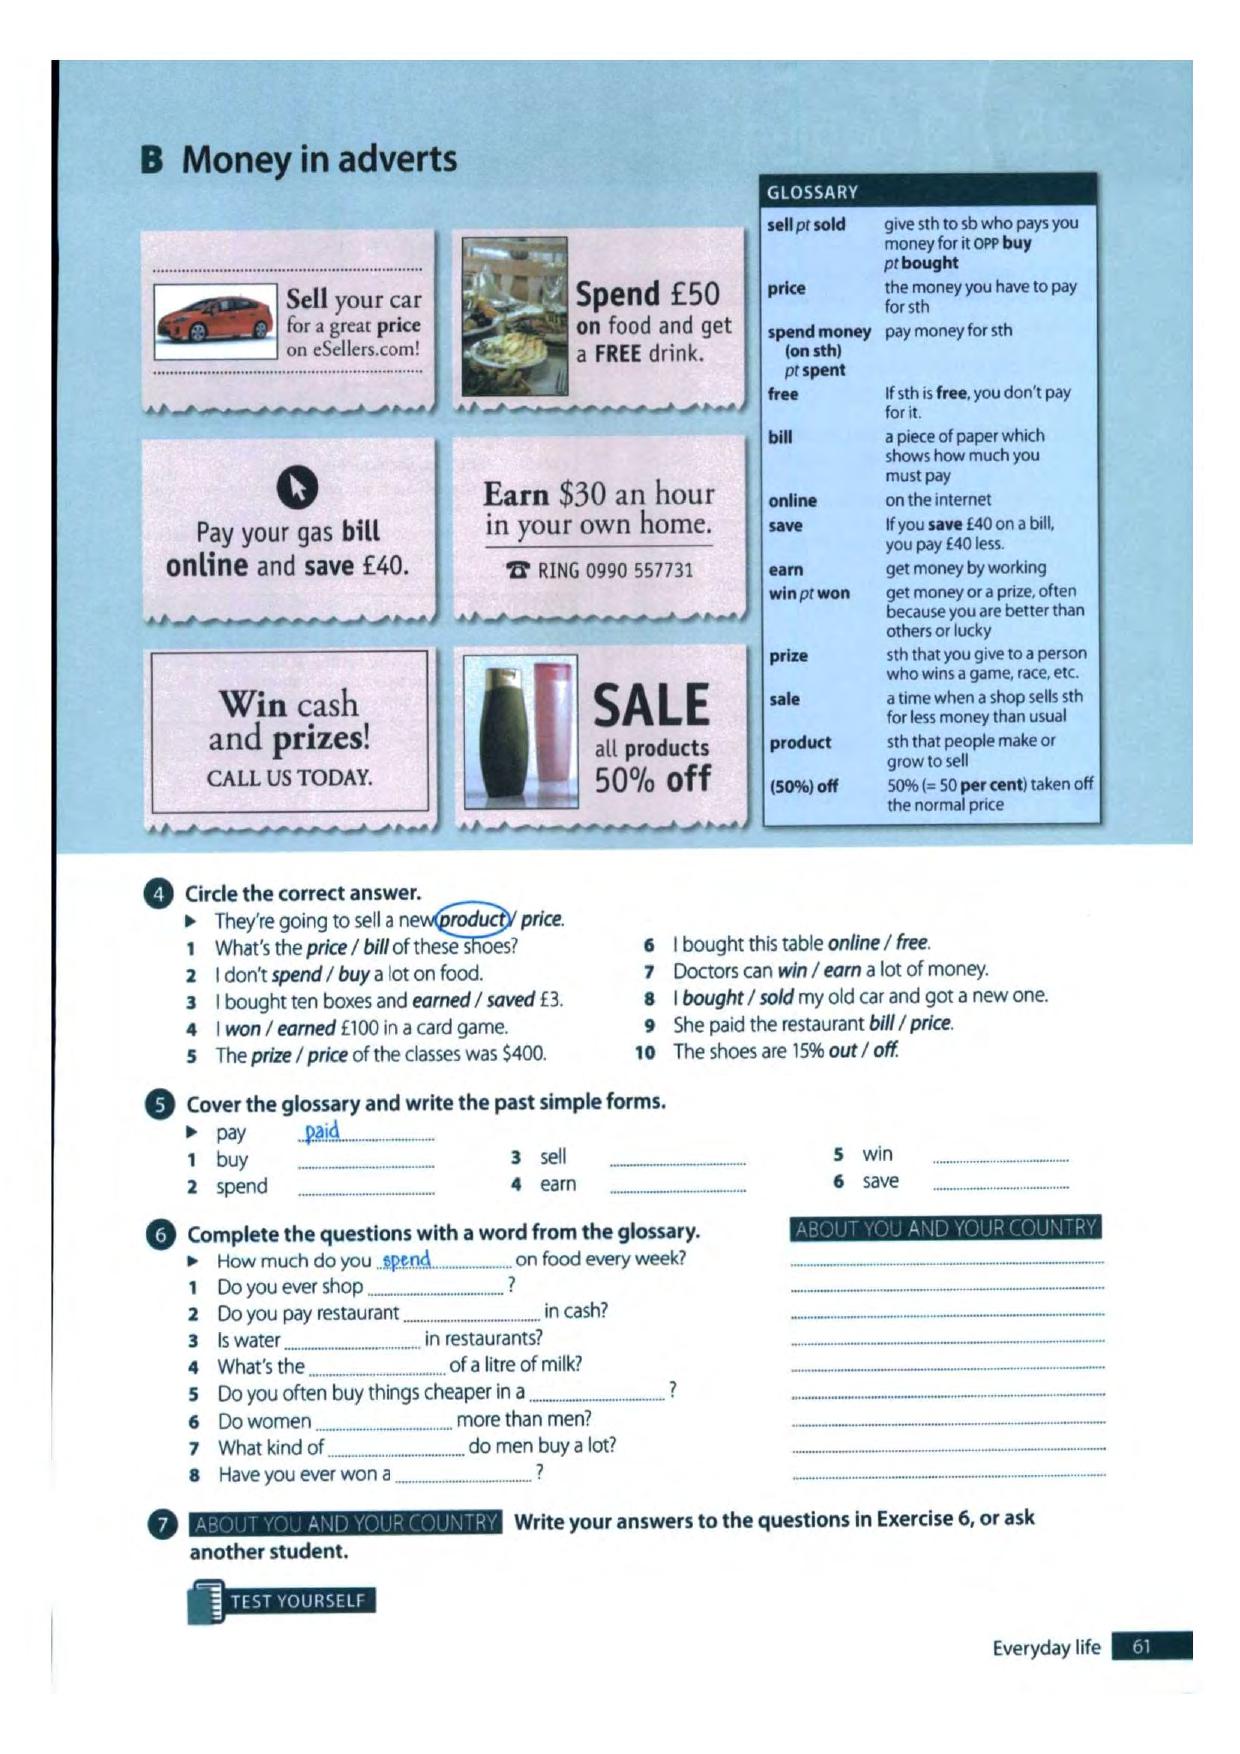 B Money in adverts
Sell your car
for a great price
on eSellers.com!
Spend £50
on food and get
a FREE drink.
Pay your gas bill
online and save £40.
Earn $30 an hour
in your own home.
☎ RING 0990 557731
Win cash
and prizes!
CALL US TODAY.
SALE
all products
50% off
GLOSSARY
sell pt sold give sth to sb who pays you
money for it OPP buy
pt bought
price the money you have to pay
for sth
spend money pay money for sth
(on sth)
pt spent
free If sth is free, you don't pay
for it.
bill a piece of paper which
shows how much you
must pay
online on the internet
save If you save £40 on a bill,
you pay £40 less.
earn get money by working
win pt won get money or a prize, often
because you are better than
others or lucky
prize sth that you give to a person
who wins a game, race, etc.
sale a time when a shop sells sth
for less money than usual
product sth that people make or
grow to sell
(50%) off 50% (= 50 per cent) taken off
the normal price
4 Circle the correct answer.
▶ They're going to sell a new product / price.
1 What's the price / bill of these shoes?
2 I don't spend / buy a lot on food.
3 I bought ten boxes and earned / saved £3.
4 I won / earned £100 in a card game.
5 The prize / price of the classes was $400.
6 I bought this table online / free.
7 Doctors can win / earn a lot of money.
8 I bought / sold my old car and got a new one.
9 She paid the restaurant bill / price.
10 The shoes are 15% out / off.
5 Cover the glossary and write the past simple forms.
▶ pay paid
1 buy
2 spend
3 sell
4 earn
5 win
6 save
6 Complete the questions with a word from the glossary.
▶ How much do you spend on food every week?
1 Do you ever shop ?
2 Do you pay restaurant in cash?
3 Is water in restaurants?
4 What's the of a litre of milk?
5 Do you often buy things cheaper in a ?
6 Do women more than men?
7 What kind of do men buy a lot?
8 Have you ever won a ?
ABOUT YOU AND YOUR COUNTRY
7 ABOUT YOU AND YOUR COUNTRY Write your answers to the questions in Exercise 6, or ask
another student.
TEST YOURSELF
Everyday life 61